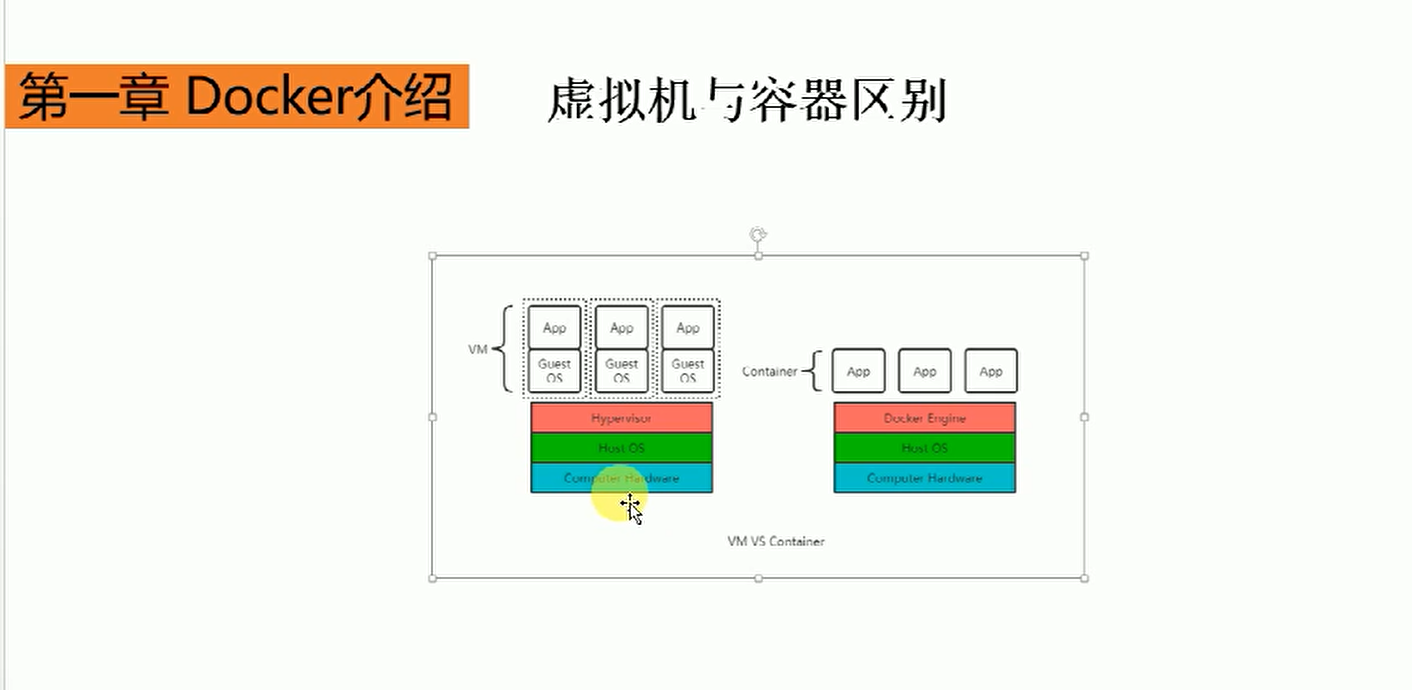 第一章 Docker介绍
虚拟机与容器区别
VM
App App App
Guest OS Guest OS Guest OS
Hypervisor
Host OS
Computer Hardware
Container
App App App
Docker Engine
Host OS
Computer Hardware
VM VS Container